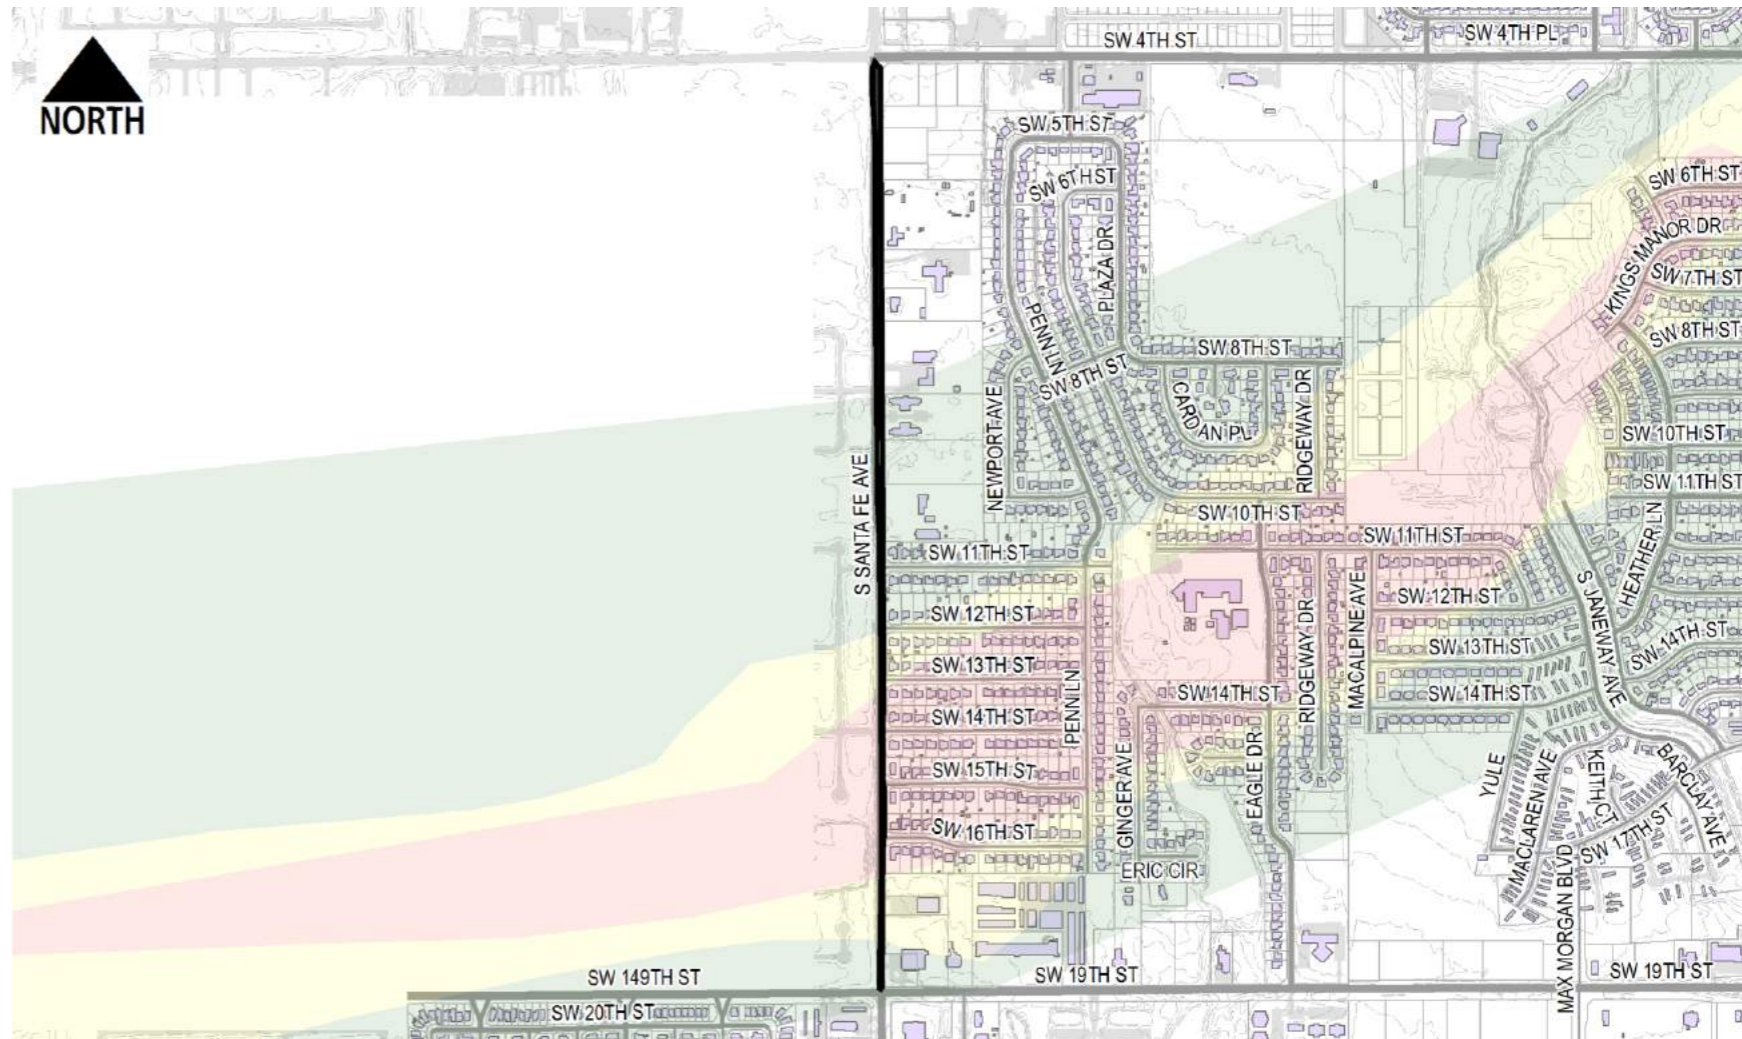 SW 4TH ST
SW 4TH PL
NORTH
SW 5TH ST
SW 6TH ST
SW 6TH ST
KINGS MANOR DR
PLAZA DR
SW 7TH ST
PENN LN
SW 8TH ST
SW 8TH ST
SW 8TH ST
CARDAN PL
NEWPORT AVE
RIDGEWAY DR
SW 10TH ST
SW 11TH ST
SW 10TH ST
SW 11TH ST
S SANTA FE AVE
SW 11TH ST
HEATHER LN
SW 12TH ST
SW 12TH ST
S JANEWAY AVE
MACALPINE AVE
RIDGEWAY DR
SW 13TH ST
SW 13TH ST
SW 14TH ST
SW 14TH ST
SW 14TH ST
SW 14TH ST
PENN LN
SW 15TH ST
GINGER AVE
EAGLE DR
YULE
MACLAREN AVE
KEITH CT
BARCLAY AVE
SW 16TH ST
SW 17TH ST
ERIC CIR
MAX MORGAN BLVD
SW 149TH ST
SW 19TH ST
SW 19TH ST
SW 20TH ST